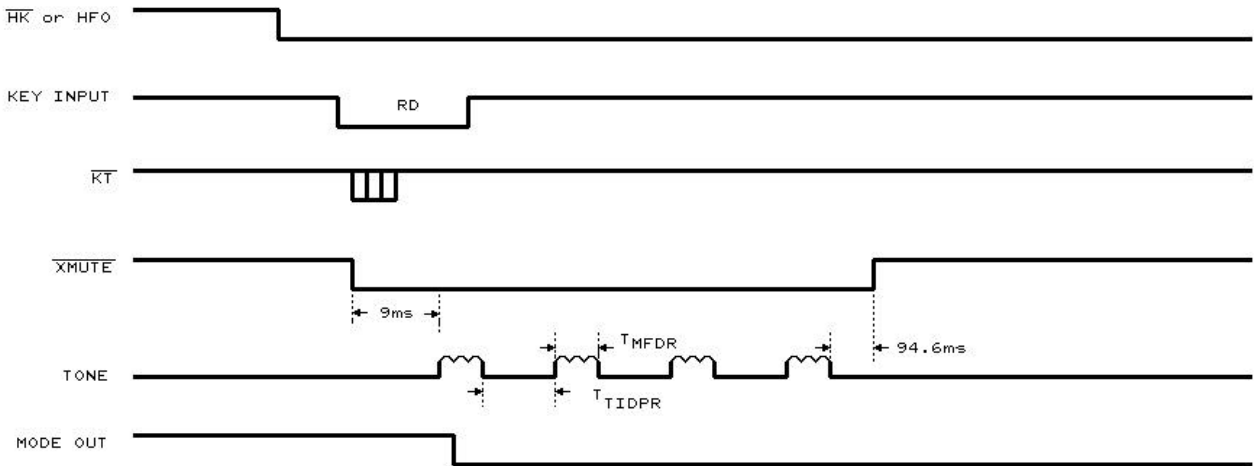 HK or HFO
KEY INPUT
RD
KT
XMUTE
9ms
TMFDR
94.6ms
TONE
TTIDPR
MODE OUT